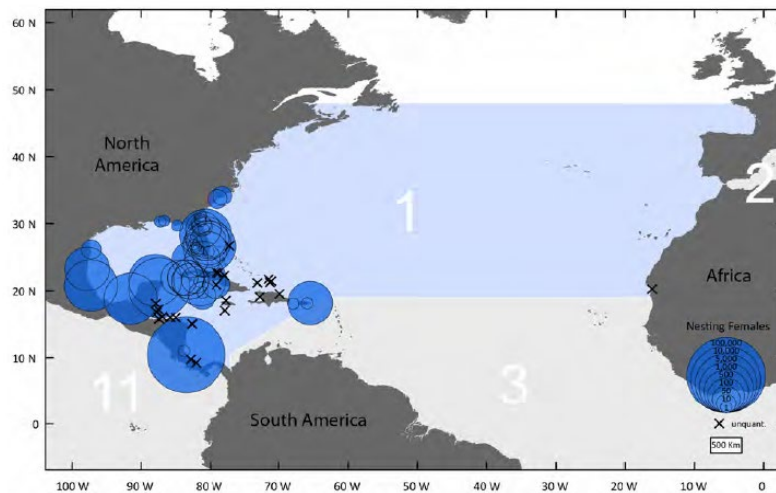 60 N
50 N
North
America
40 N
1
2
30 N
20 N
Africa
Nesting Females
100,000
10,000
5,000
1,000
500
100
50
10
10 N
11
3
South America
0
× unquant.
500 Km
100 W
90 W
80 W
70 W
60 W
50 W
40 W
30 W
20 W
10 W
0